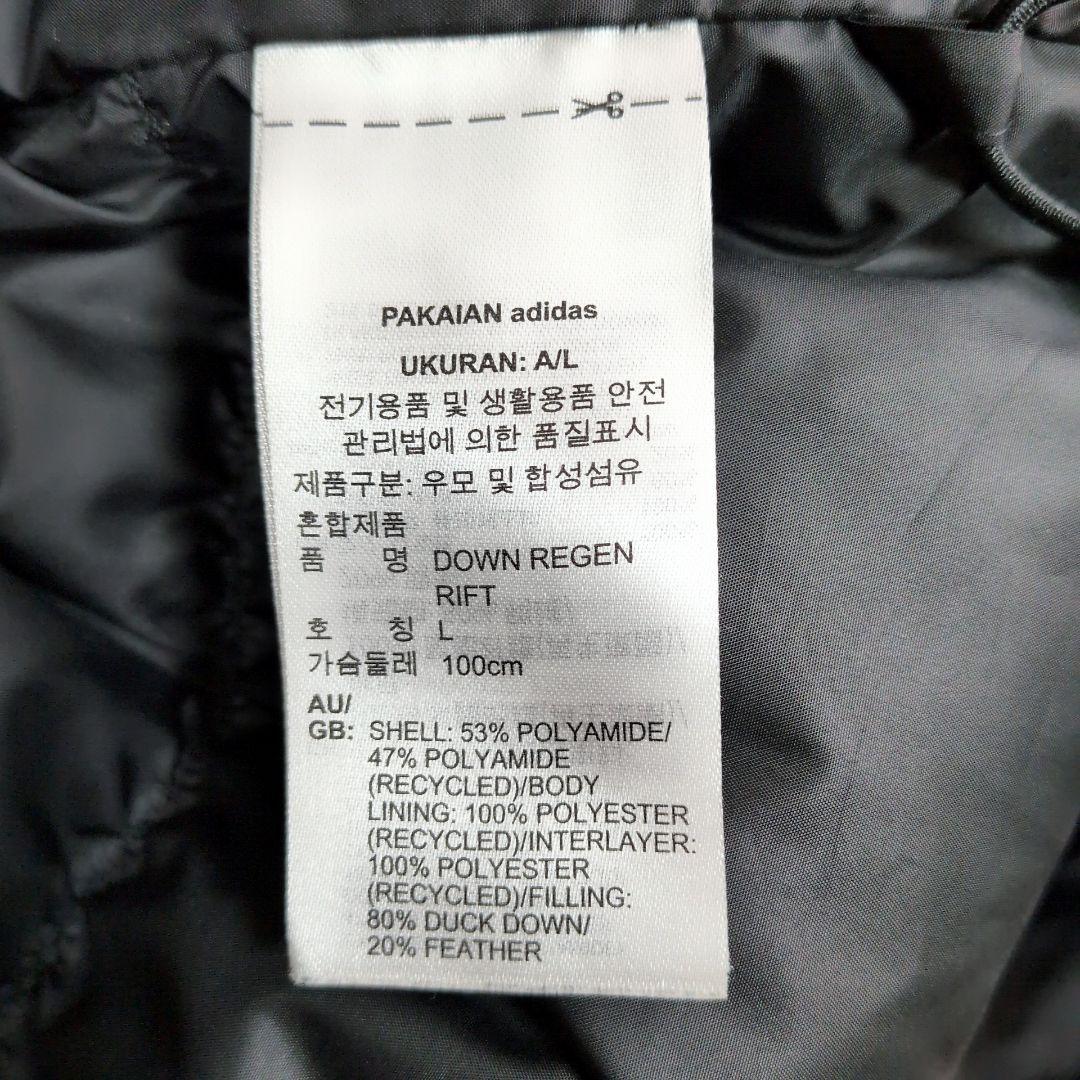 PAKAIAN adidas
UKURAN: A/L
전기용품 및 생활용품 안전
관리법에 의한 품질표시
제품구분: 우모 및 합성섬유
혼합제품
품 명 DOWN REGEN
RIFT
호 칭 L
가슴둘레 100cm
AU/
GB: SHELL: 53% POLYAMIDE/
47% POLYAMIDE
(RECYCLED)/BODY
LINING: 100% POLYESTER
(RECYCLED)/INTERLAYER:
100% POLYESTER
(RECYCLED)/FILLING:
80% DUCK DOWN/
20% FEATHER